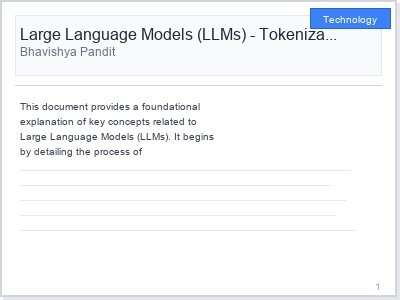 Technology
Large Language Models (LLMs) - Tokeniza...
Bhavishya Pandit
This document provides a foundational
explanation of key concepts related to
Large Language Models (LLMs). It begins
by detailing the process of
1